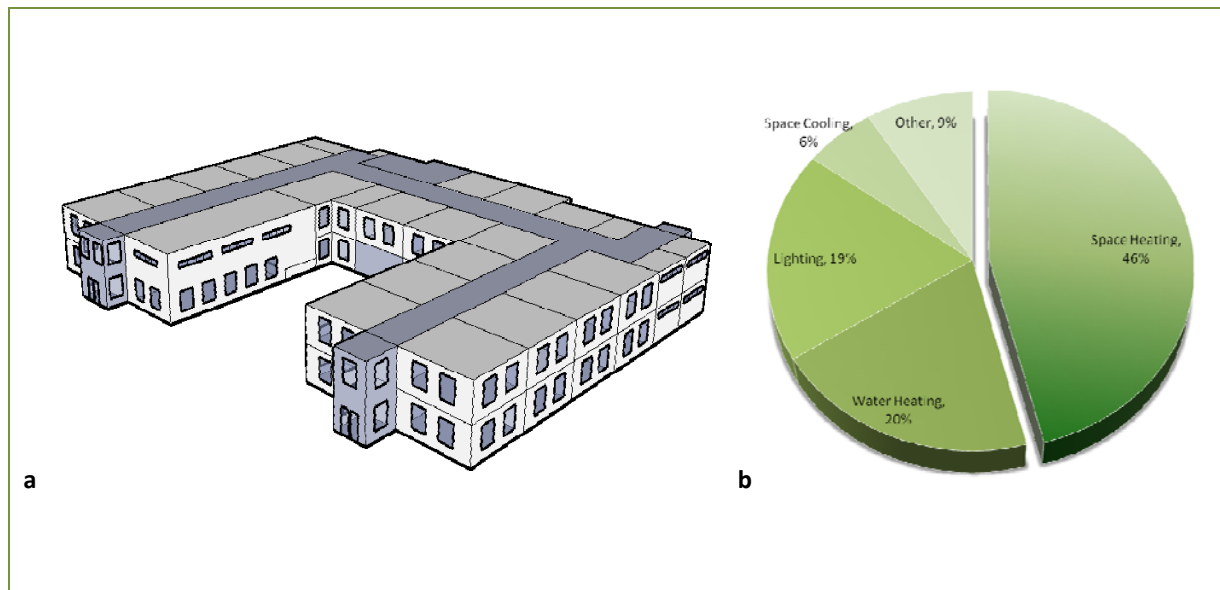 Space Cooling,
6%
Other, 9%
Space Heating,
46%
Lighting, 19%
Water Heating,
20%
a
b